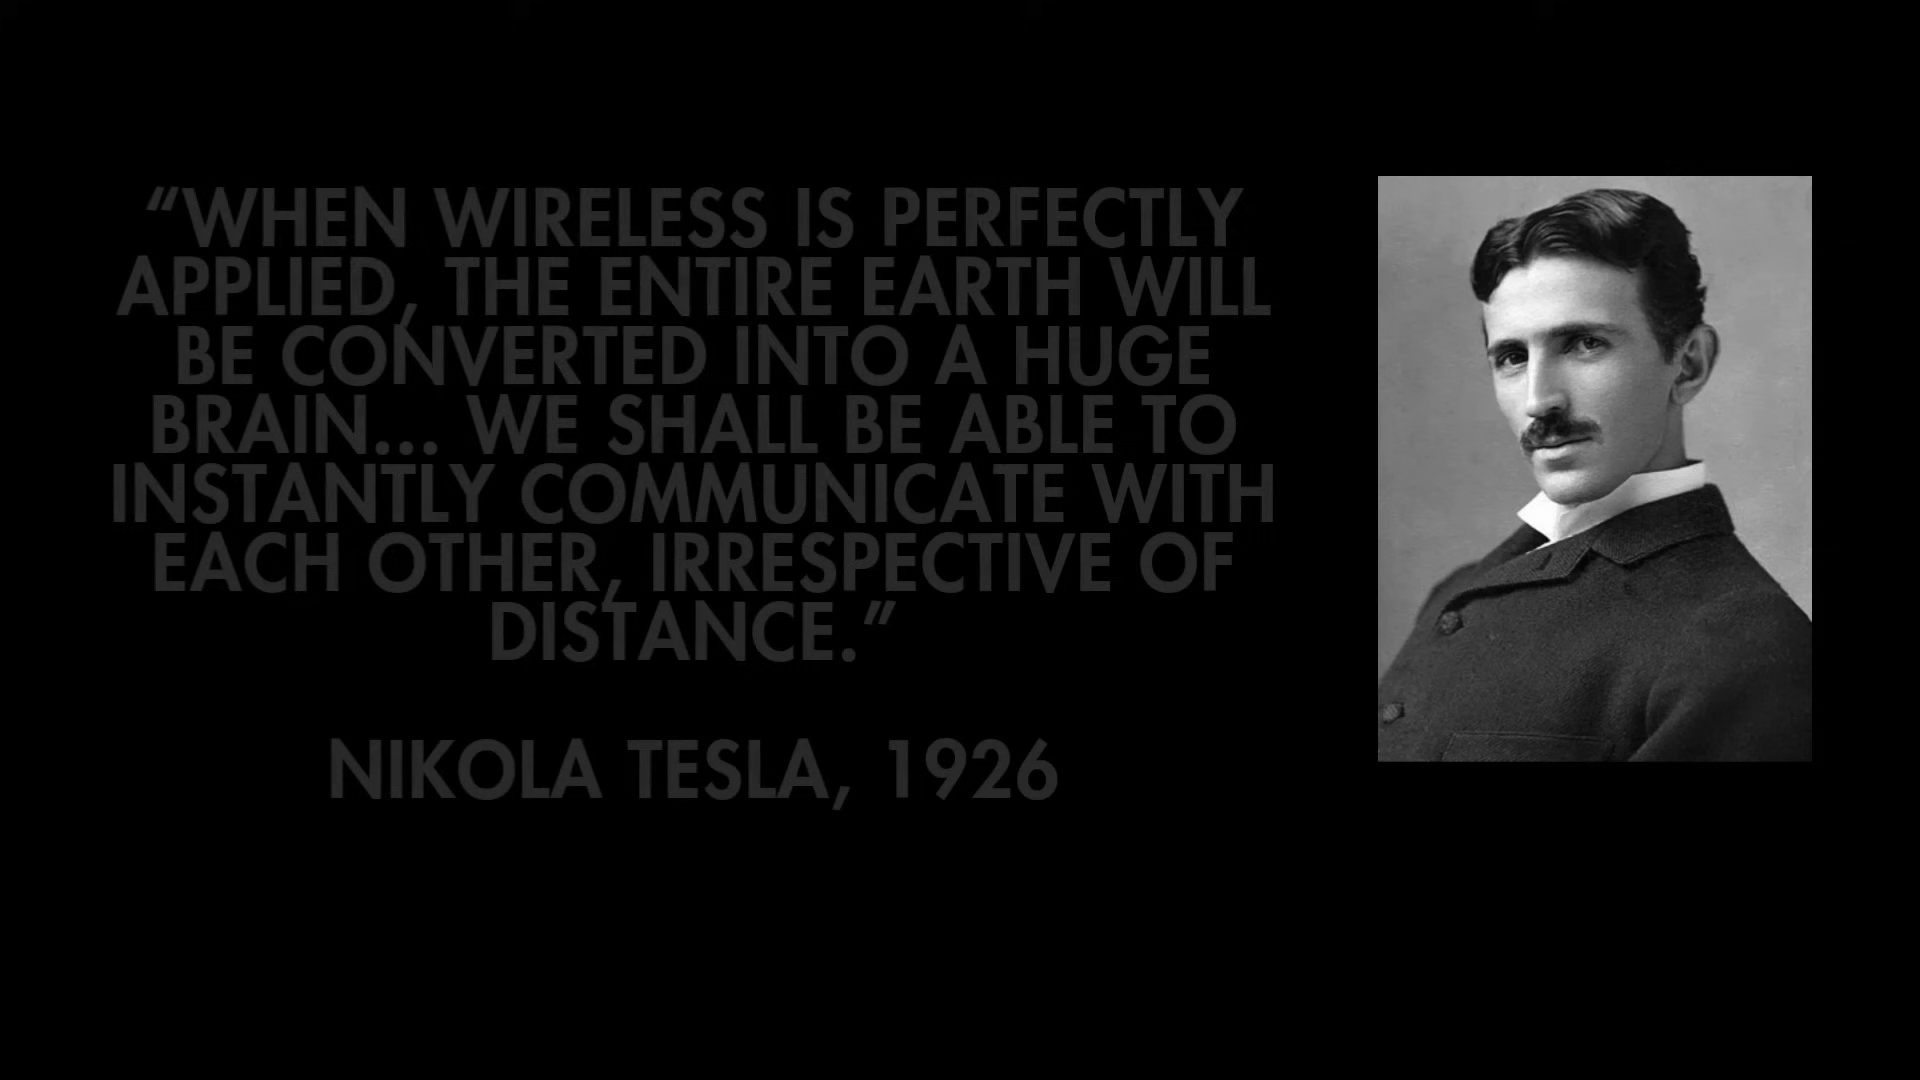 “WHEN WIRELESS IS PERFECTLY
APPLIED, THE ENTIRE EARTH WILL
BE CONVERTED INTO A HUGE
BRAIN... WE SHALL BE ABLE TO
INSTANTLY COMMUNICATE WITH
EACH OTHER, IRRESPECTIVE OF
DISTANCE.”
NIKOLA TESLA, 1926